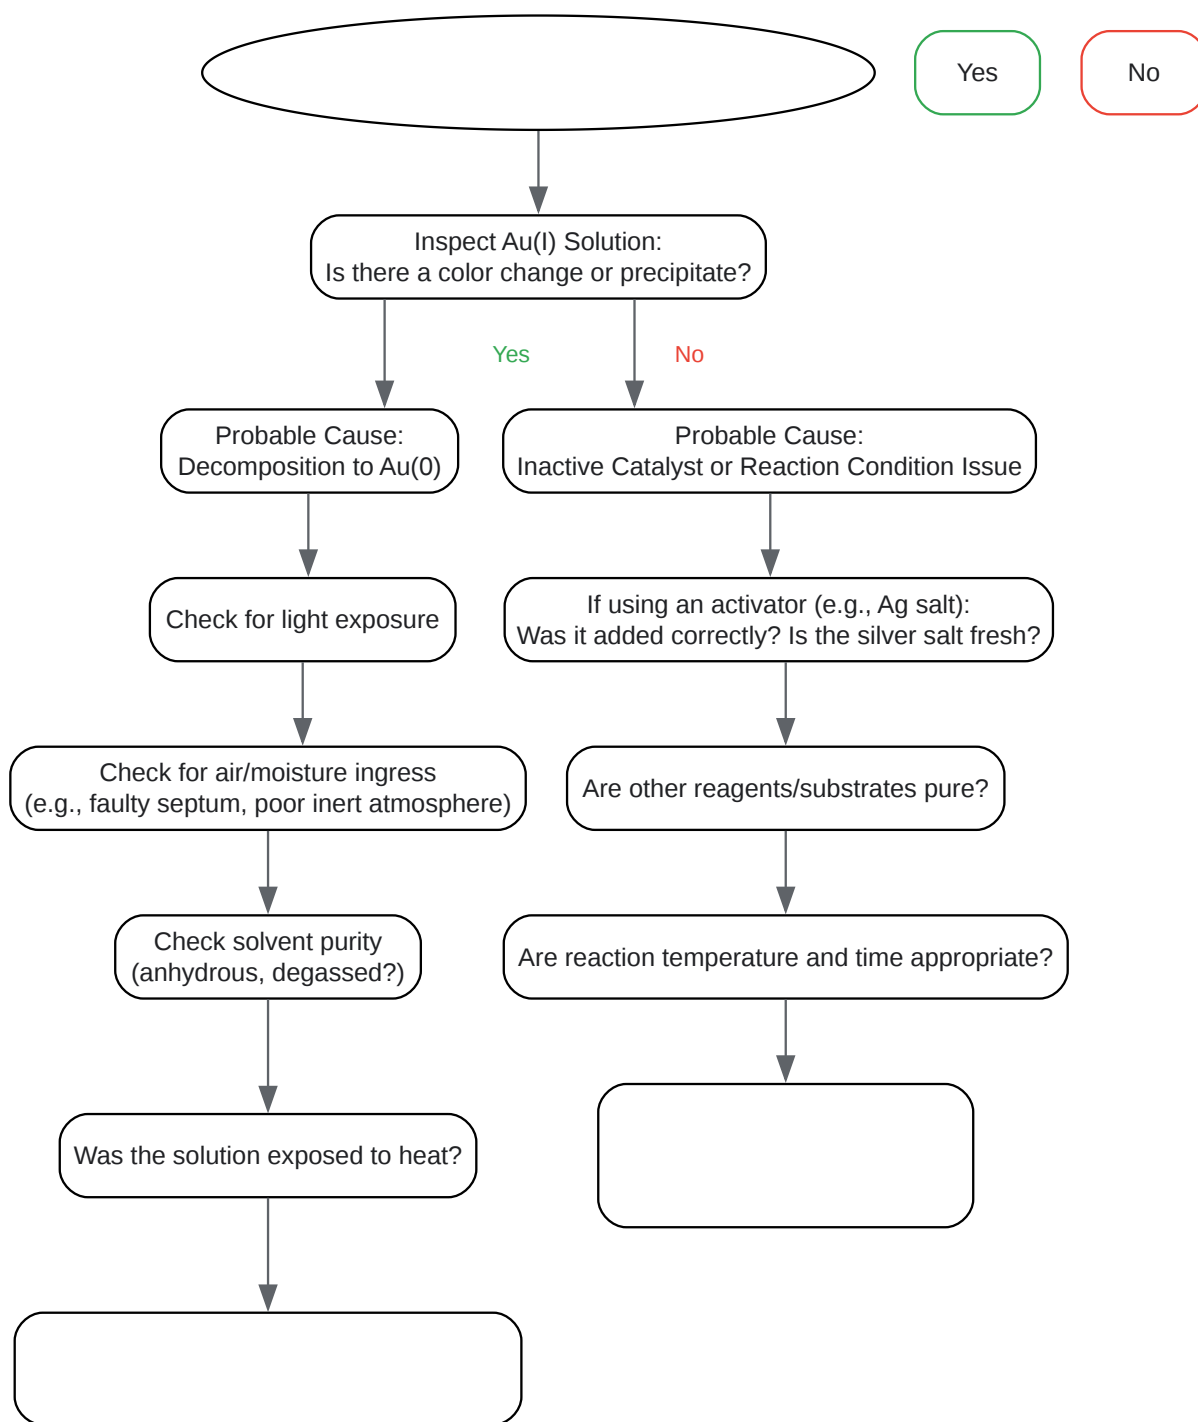 Yes
No
Inspect Au(I) Solution:
Is there a color change or precipitate?
Yes
No
Probable Cause:
Decomposition to Au(0)
Probable Cause:
Inactive Catalyst or Reaction Condition Issue
Check for light exposure
If using an activator (e.g., Ag salt):
Was it added correctly? Is the silver salt fresh?
Check for air/moisture ingress
(e.g., faulty septum, poor inert atmosphere)
Are other reagents/substrates pure?
Check solvent purity
(anhydrous, degassed?)
Are reaction temperature and time appropriate?
Was the solution exposed to heat?